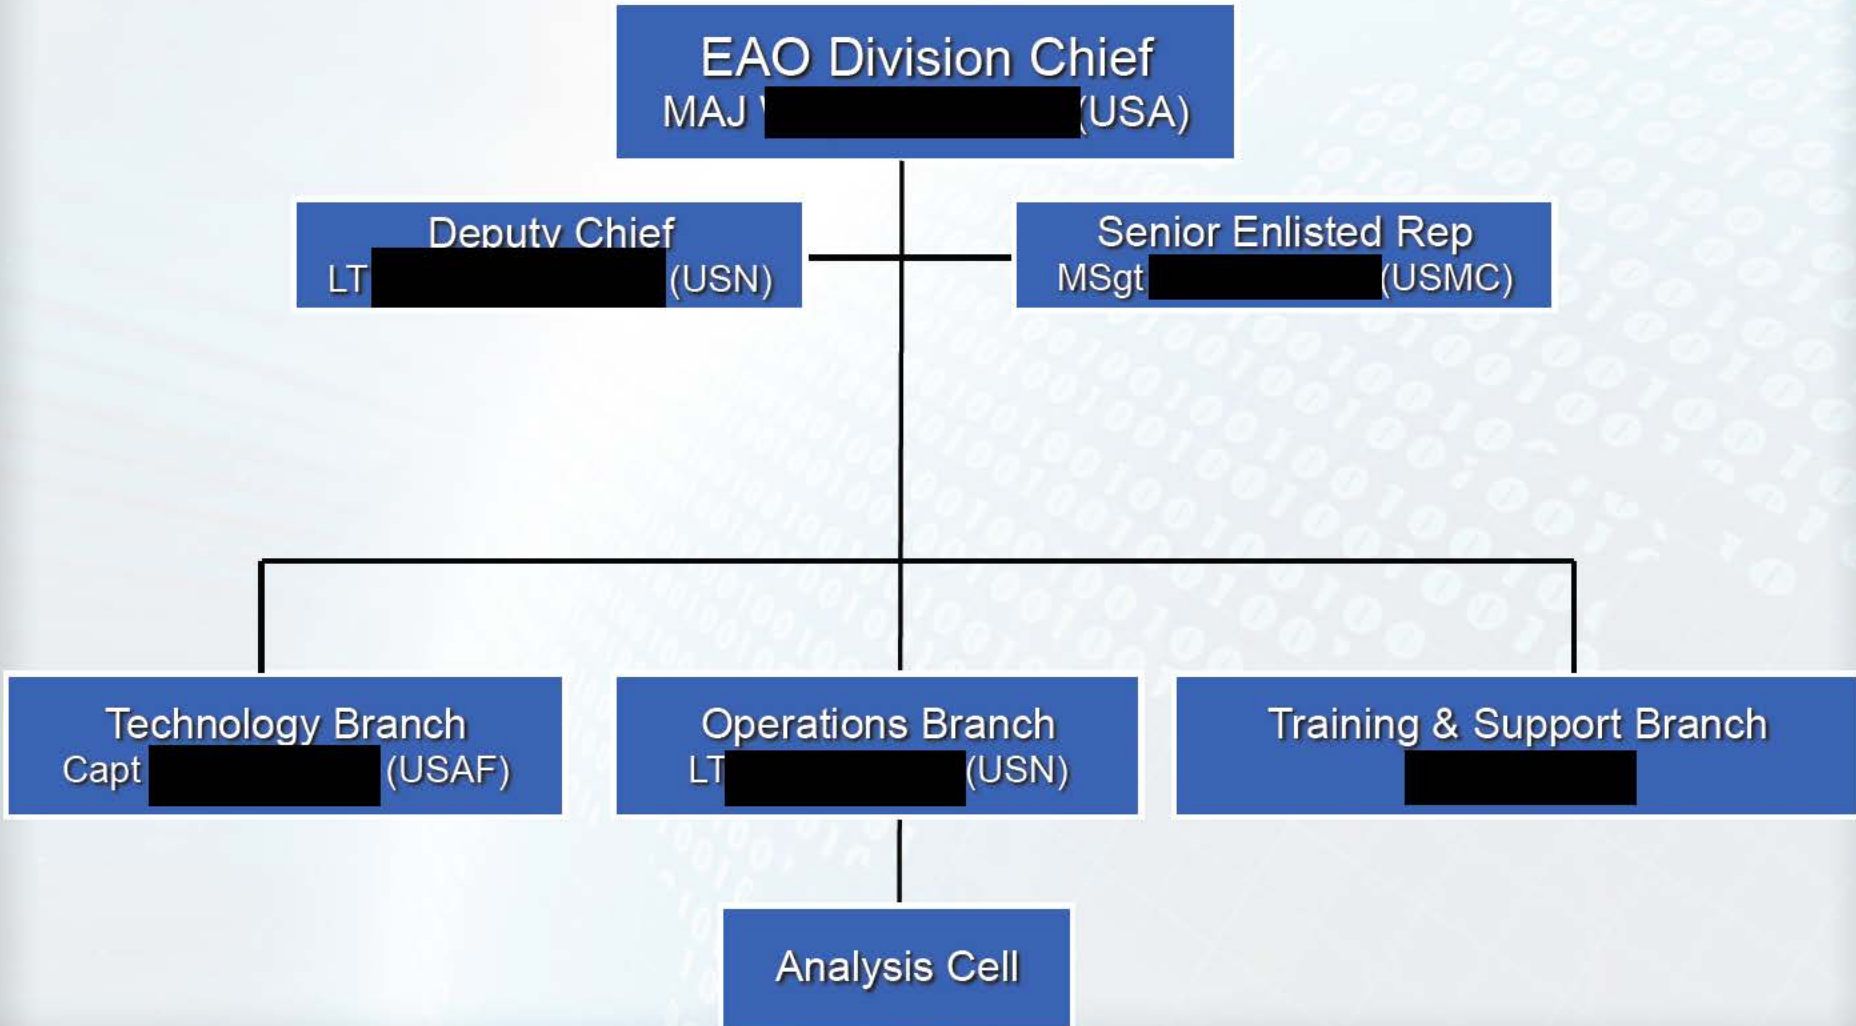 EAO Division Chief
MAJ (USA)
Deputy Chief
LT (USN)
Senior Enlisted Rep
MSgt (USMC)
Technology Branch
Capt (USAF)
Operations Branch
LT (USN)
Training & Support Branch
Analysis Cell